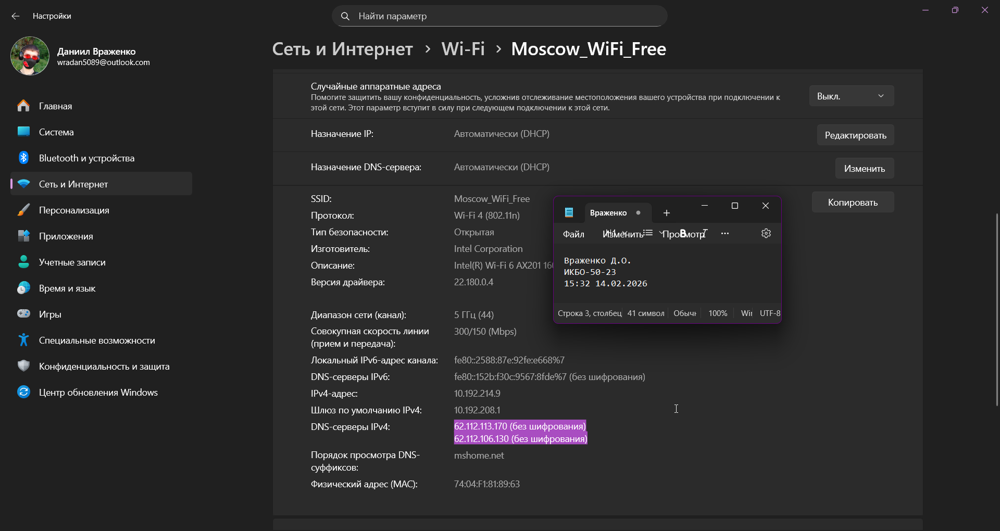 Настройки
Найти параметр
Даниил Враженко
wradan5089@outlook.com
Главная
Система
Bluetooth и устройства
Сеть и Интернет
Персонализация
Приложения
Учетные записи
Время и язык
Игры
Специальные возможности
Конфиденциальность и защита
Центр обновления Windows
Сеть и Интернет > Wi-Fi > Moscow_WiFi_Free
Случайные аппаратные адреса
Помогите защитить вашу конфиденциальность, усложнив отслеживание местоположения вашего устройства при подключении к
этой сети. Этот параметр вступит в силу при следующем подключении к этой сети.
Выкл.
Назначение IP: Автоматически (DHCP)
Редактировать
Назначение DNS-сервера: Автоматически (DHCP)
Изменить
SSID: Moscow_WiFi_Free
Копировать
Протокол: Wi-Fi 4 (802.11n)
Тип безопасности: Открытая
Изготовитель: Intel Corporation
Описание: Intel(R) Wi-Fi 6 AX201
Версия драйвера: 22.180.0.4
Диапазон сети (канал): 5 ГГц (44)
Совокупная скорость линии
(прием и передача): 300/150 (Mbps)
Локальный IPv6-адрес канала: fe80::2588:87e:92fe:e668%7
DNS-серверы IPv6: fe80::152b:f30c:9567:8fde%7 (без шифрования)
IPv4-адрес: 10.192.214.9
Шлюз по умолчанию IPv4: 10.192.208.1
DNS-серверы IPv4: 62.112.113.170 (без шифрования)
62.112.106.130 (без шифрования)
Порядок просмотра DNS-
суффиксов: mshome.net
Физический адрес (MAC): 74:04:F1:81:89:63
Враженко
Файл Изменить Просмотр
Враженко Д.О.
ИКБО-50-23
15:32 14.02.2026
Строка 3, столбец 41 символ 100% UTF-8